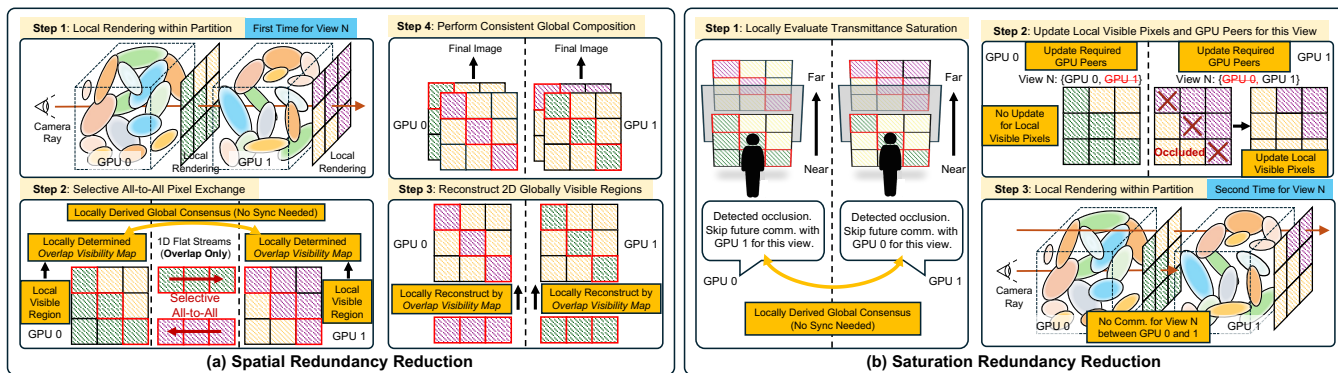 Step 1: Local Rendering within Partition
First Time for View N
Camera
Ray
GPU 0
Local
Rendering
GPU 1
Local
Rendering
Step 2: Selective All-to-All Pixel Exchange
Locally Derived Global Consensus (No Sync Needed)
Locally Determined
Overlap Visibility Map
1D Flat Streams
(Overlap Only)
Locally Determined
Overlap Visibility Map
Local
Visible
Region
Selective
All-to-All
Local
Visible
Region
GPU 0
GPU 1
Step 4: Perform Consistent Global Composition
Final Image
Final Image
GPU 0
GPU 1
Step 3: Reconstruct 2D Globally Visible Regions
GPU 0
GPU 1
Locally Reconstruct by
Overlap Visibility Map
Locally Reconstruct by
Overlap Visibility Map
(a) Spatial Redundancy Reduction
Step 1: Locally Evaluate Transmittance Saturation
Far
Near
Far
Near
Detected occlusion.
Skip future comm. with
GPU 1 for this view.
Detected occlusion.
Skip future comm. with
GPU 0 for this view.
GPU 0
GPU 1
Locally Derived Global Consensus
(No Sync Needed)
Step 2: Update Local Visible Pixels and GPU Peers for this View
GPU 0
Update Required
GPU Peers
Update Required
GPU Peers
GPU 1
View N: {GPU 0, GPU 1}
View N: {GPU 0, GPU 1}
No Update for
Local Visible
Pixels
Occluded
Update Local
Visible Pixels
Step 3: Local Rendering within Partition
Second Time for View N
Camera
Ray
GPU 0
GPU 1
No Comm. for View N
between GPU 0 and 1
(b) Saturation Redundancy Reduction